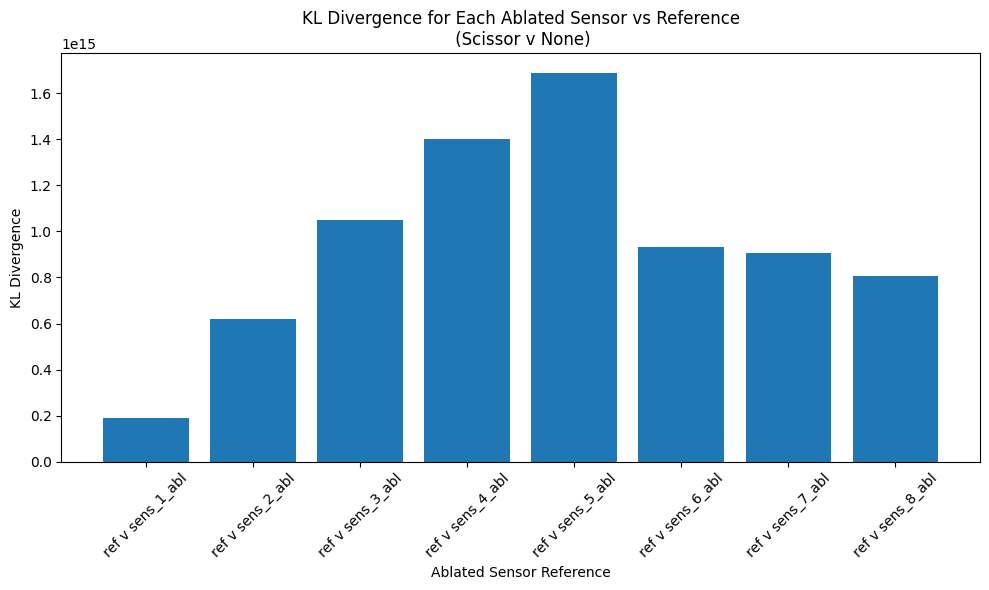 KL Divergence for Each Ablated Sensor vs Reference
(Scissor v None)
1e15
1.6
1.4
1.2
1.0
0.8
0.6
0.4
0.2
0.0
KL Divergence
ref v sens_1_abl
ref v sens_2_abl
ref v sens_3_abl
ref v sens_4_abl
ref v sens_5_abl
ref v sens_6_abl
ref v sens_7_abl
ref v sens_8_abl
Ablated Sensor Reference